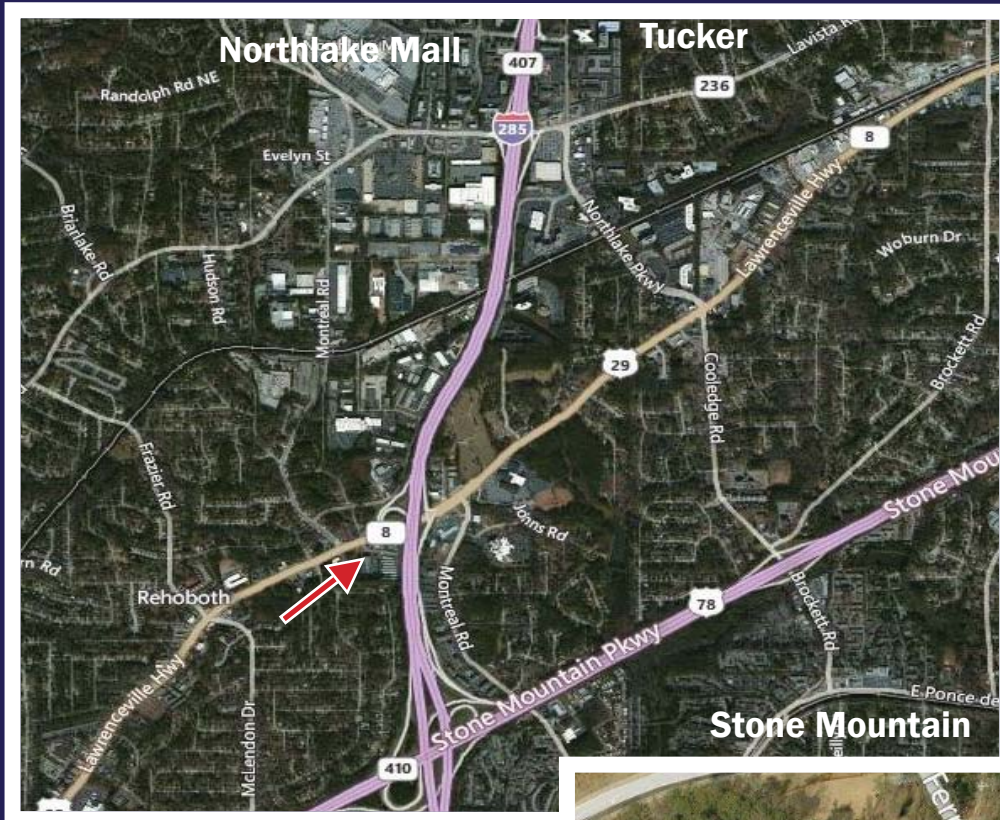 Northlake Mall
Tucker
407
Lavista
236
Randolph Rd NE
285
8
Evelyn St
Lawrenceville Hwy
Briarlake Rd
Hudson Rd
Northlake Pkwy
Woburn Dr
Montreal Rd
29
Cooledge Rd
Brockett Rd
Frazier Rd
Stone Mou
8
Johns Rd
rn Rd
Rehoboth
Montreal Rd
78
Brockett Rd
Lawrenceville Hwy
Stone Mountain Pkwy
E Ponce de
McLendon Dr
Stone Mountain
410
Fer